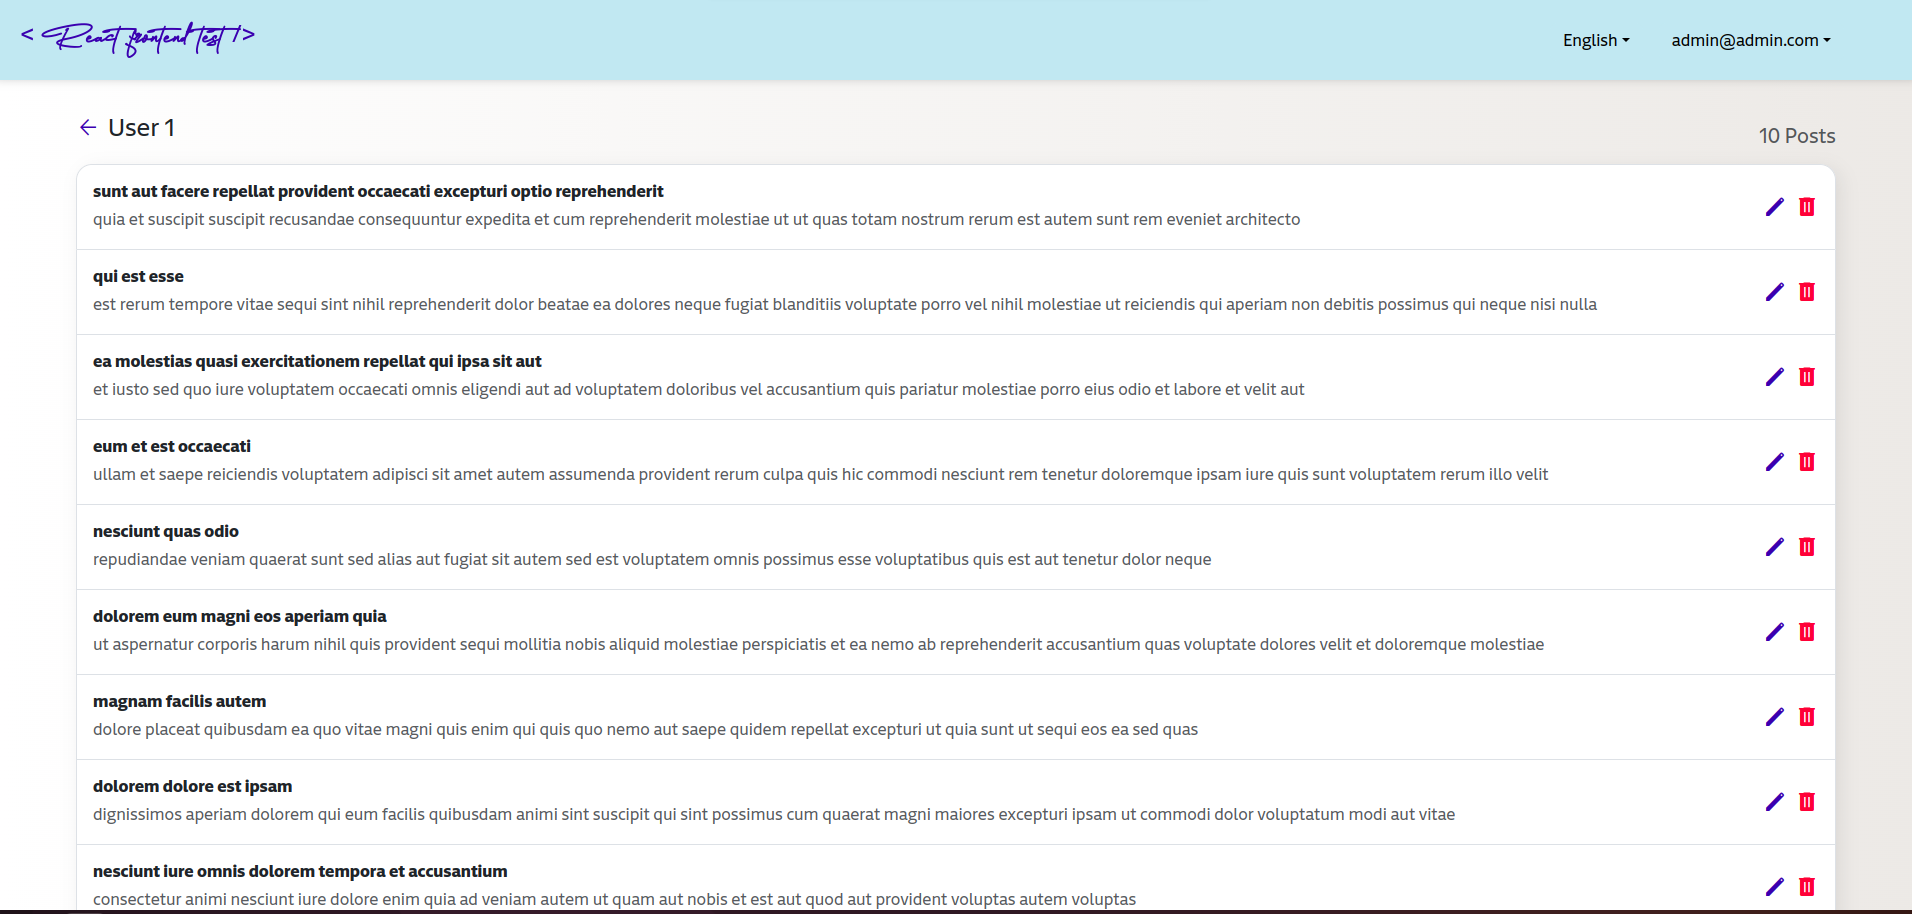 < React frontend test />
English
admin@admin.com
User 1
10 Posts
sunt aut facere repellat provident occaecati excepturi optio reprehenderit
quia et suscipit suscipit recusandae consequuntur expedita et cum reprehenderit molestiae ut ut quas totam nostrum rerum est autem sunt rem eveniet architecto
qui est esse
est rerum tempore vitae sequi sint nihil reprehenderit dolor beatae ea dolores neque fugiat blanditiis voluptate porro vel nihil molestiae ut reiciendis qui aperiam non debitis possimus qui neque nisi nulla
ea molestias quasi exercitationem repellat qui ipsa sit aut
et iusto sed quo iure voluptatem occaecati omnis eligendi aut ad voluptatem doloribus vel accusantium quis pariatur molestiae porro eius odio et labore et velit aut
eum et est occaecati
ullam et saepe reiciendis voluptatem adipisci sit amet autem assumenda provident rerum culpa quis hic commodi nesciunt rem tenetur doloremque ipsam iure quis sunt voluptatem rerum illo velit
nesciunt quas odio
repudiandae veniam quaerat sunt sed alias aut fugiat sit autem sed est voluptatem omnis possimus esse voluptatibus quis est aut tenetur dolor neque
dolorem eum magni eos aperiam quia
ut aspernatur corporis harum nihil quis provident sequi mollitia nobis aliquid molestiae perspiciatis et ea nemo ab reprehenderit accusantium quas voluptate dolores velit et doloremque molestiae
magnam facilis autem
dolore placeat quibusdam ea quo vitae magni quis enim qui quis quo nemo aut saepe quidem repellat excepturi ut quia sunt ut sequi eos ea sed quas
dolorem dolore est ipsam
dignissimos aperiam dolorem qui eum facilis quibusdam animi sint suscipit qui sint possimus cum quaerat magni maiores excepturi ipsam ut commodi dolor voluptatum modi aut vitae
nesciunt iure omnis dolorem tempora et accusantium
consectetur animi nesciunt iure dolore enim quia ad veniam autem ut quam aut nobis et est aut quod aut provident voluptas autem voluptas